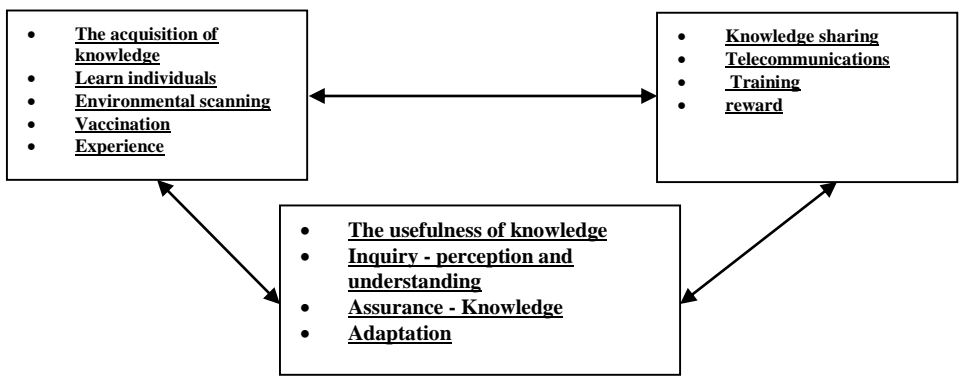 The acquisition of
knowledge
Learn individuals
Environmental scanning
Vaccination
Experience
Knowledge sharing
Telecommunications
Training
reward
The usefulness of knowledge
Inquiry - perception and
understanding
Assurance - Knowledge
Adaptation